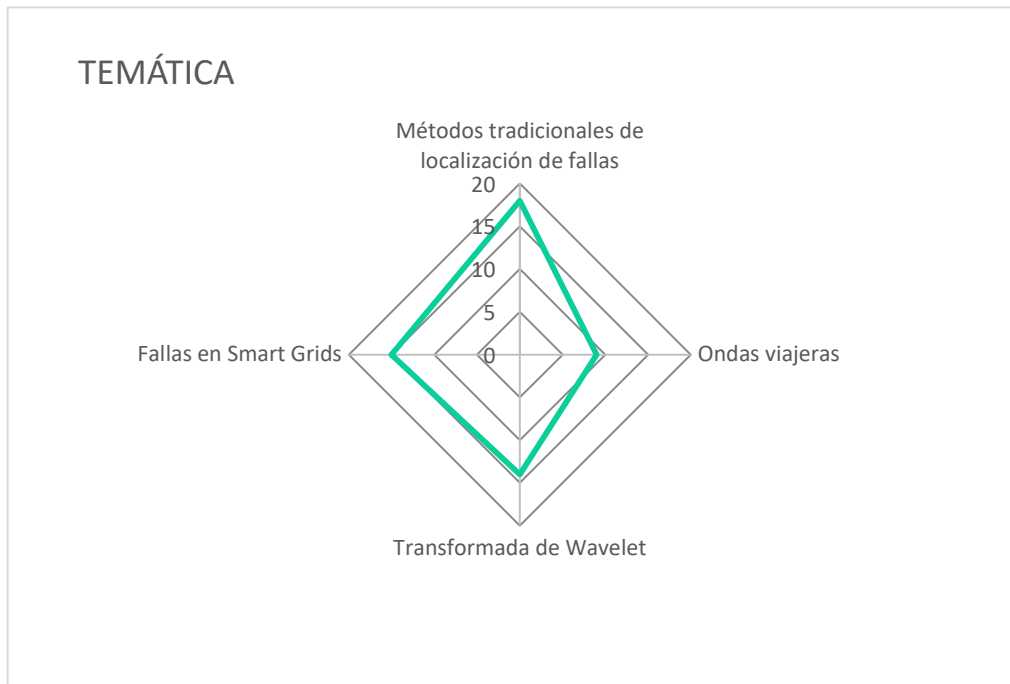 TEMÁTICA
Métodos tradicionales de
localización de fallas
20
15
10
5
0
Fallas en Smart Grids
Ondas viajeras
Transformada de Wavelet